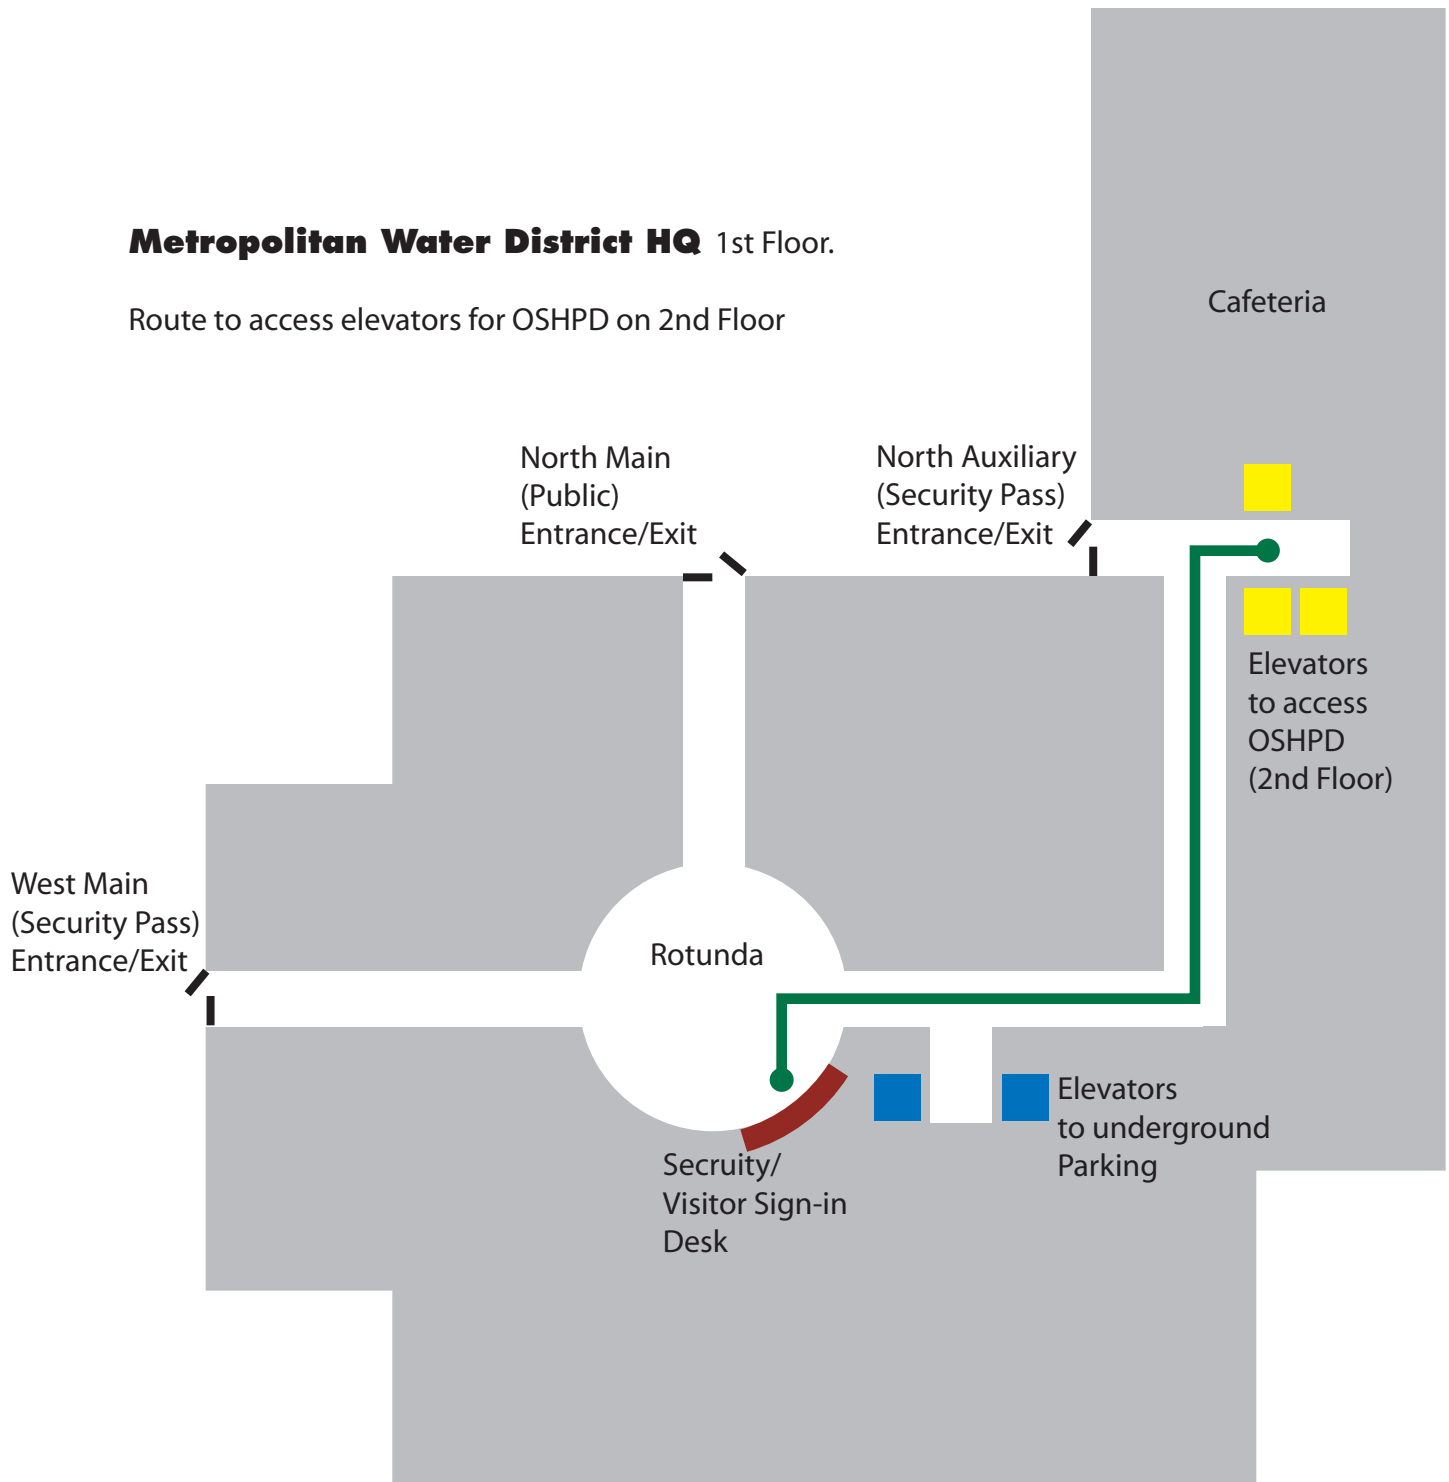 Metropolitan Water District HQ 1st Floor.
Route to access elevators for OSHPD on 2nd Floor
Cafeteria
North Main
(Public)
Entrance/Exit
North Auxiliary
(Security Pass)
Entrance/Exit
Elevators
to access
OSHPD
(2nd Floor)
West Main
(Security Pass)
Entrance/Exit
Rotunda
Elevators
to underground
Parking
Secruity/
Visitor Sign-in
Desk